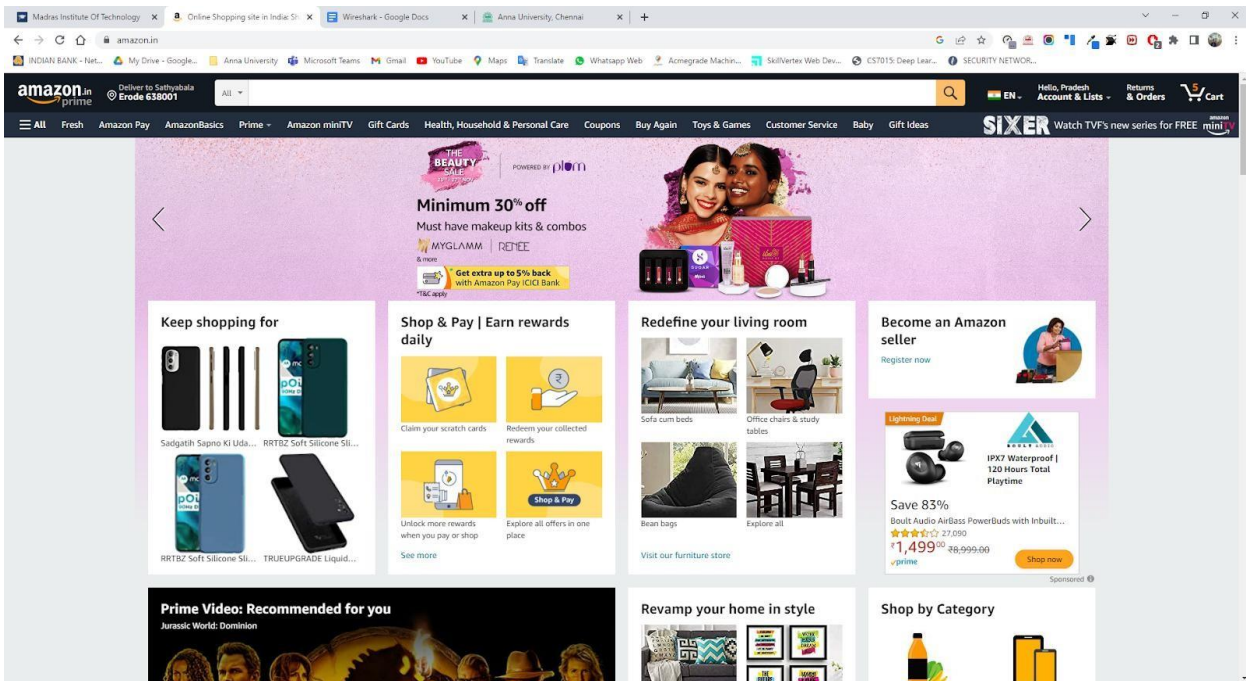 Madras Institute Of Technology
Online Shopping site in India: Sh
Wireshark - Google Docs
Anna University, Chennai
amazon.in
INDIAN BANK - Net...
My Drive - Google...
Anna University
Microsoft Teams
Gmail
YouTube
Maps
Translate
Whatsapp Web
Acmegrade Machin...
SkillVertex Web Dev...
CS7015: Deep Lear...
SECURITY NETWOR...
amazon.in
prime
Deliver to Sathyabala
Erode 638001
All
EN
Hello, Pradesh
Account & Lists
Returns
& Orders
5
Cart
All
Fresh
Amazon Pay
AmazonBasics
Prime
Amazon miniTV
Gift Cards
Health, Household & Personal Care
Coupons
Buy Again
Toys & Games
Customer Service
Baby
Gift Ideas
SIXER Watch TVF's new series for FREE
amazon
miniTV
THE
BEAUTY
SALE
POWERED BY plum
Minimum 30% off
Must have makeup kits & combos
MYGLAMM | RENEE
& more
Get extra up to 5% back
with Amazon Pay ICICI Bank
*T&C apply
SUGAR
Keep shopping for
Sadgatih Sapno Ki Uda...
RRTBZ Soft Silicone Sli...
RRTBZ Soft Silicone Sli...
TRUEUPGRADE Liquid...
Shop & Pay | Earn rewards
daily
Claim your scratch cards
Redeem your collected
rewards
Shop & Pay
Unlock more rewards
when you pay or shop
Explore all offers in one
place
See more
Redefine your living room
Sofa cum beds
Office chairs & study
tables
Bean bags
Explore all
Visit our furniture store
Become an Amazon
seller
Register now
Lightning Deal
BOULT AUDIO
IPX7 Waterproof |
120 Hours Total
Playtime
Save 83%
Boult Audio AirBass PowerBuds with Inbuilt...
27,090
₹1,49900 ₹8,999.00
prime
Shop now
Sponsored
Prime Video: Recommended for you
Jurassic World: Dominion
Revamp your home in style
Shop by Category